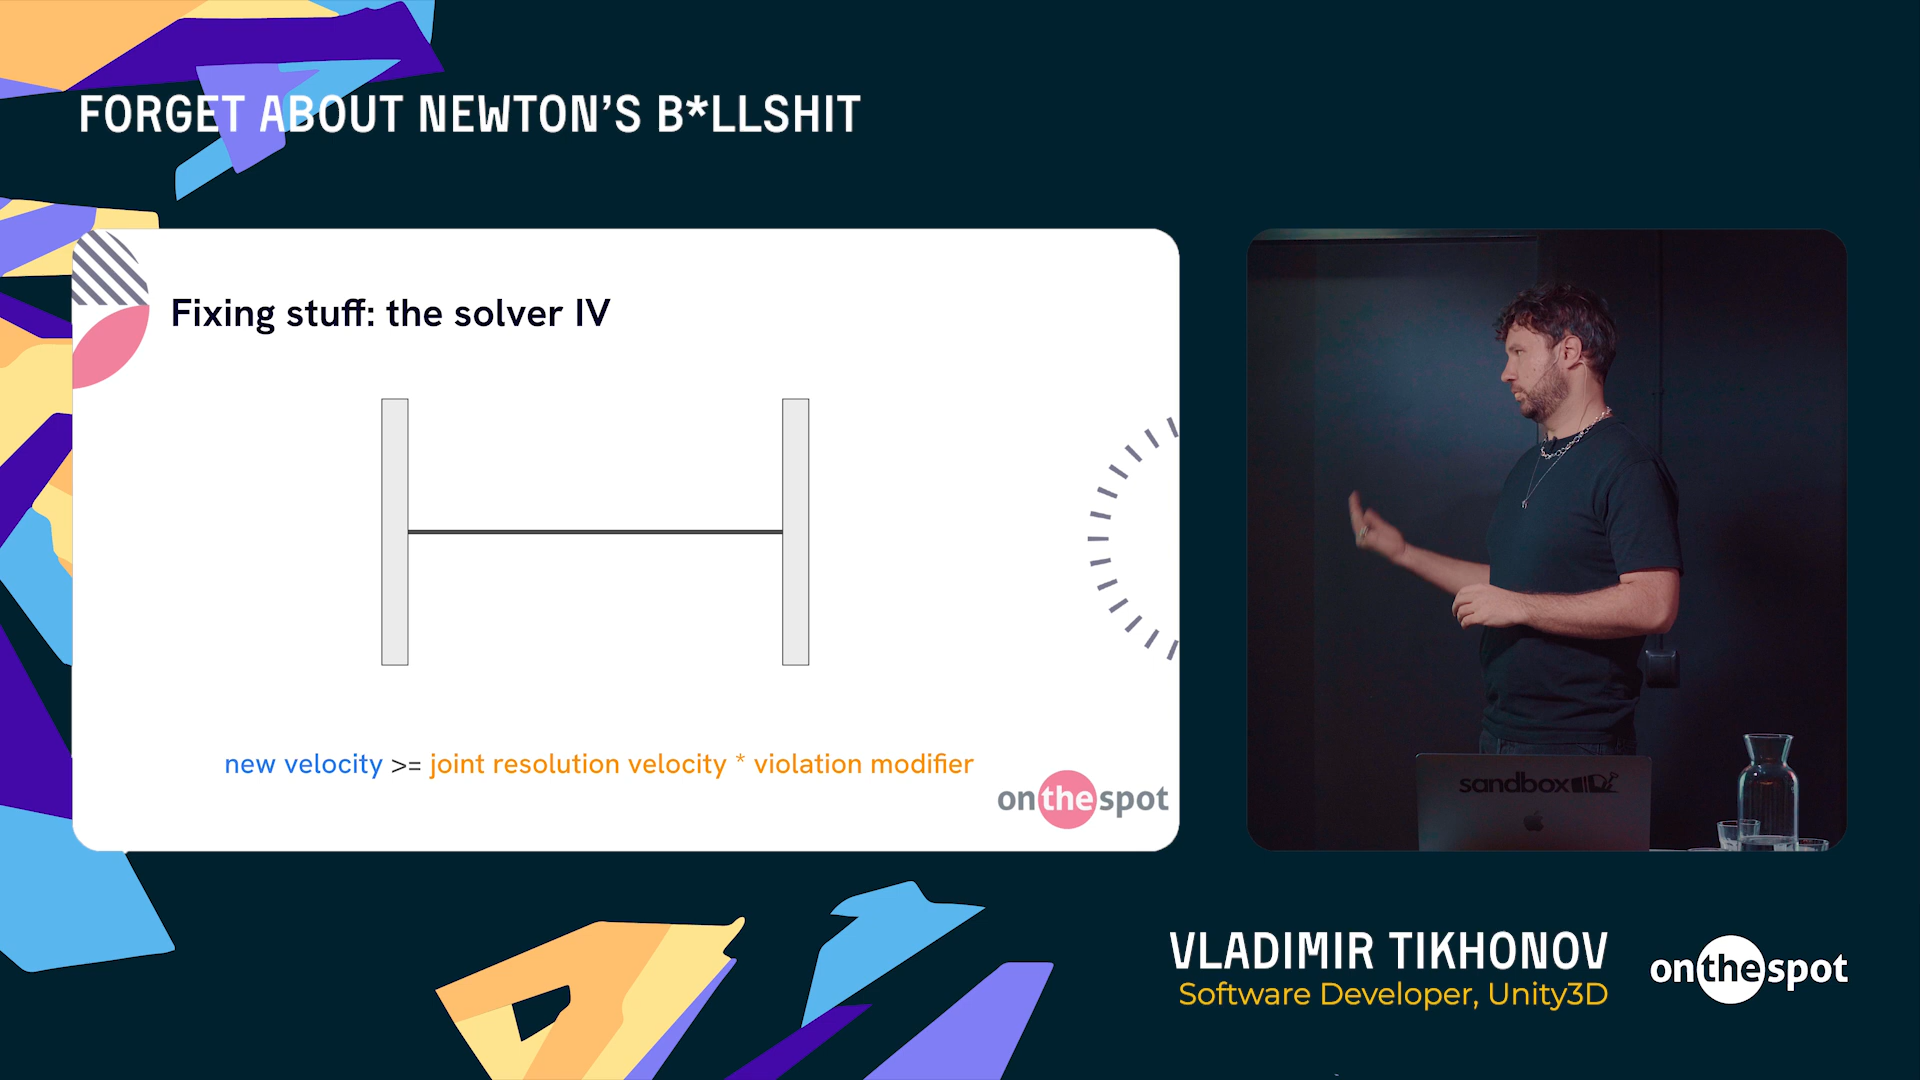 FORGET ABOUT NEWTON'S B*LLSHIT
Fixing stuff: the solver IV
new velocity >= joint resolution velocity * violation modifier
onthespot
sandbox
VLADIMIR TIKHONOV
Software Developer, Unity3D
onthespot